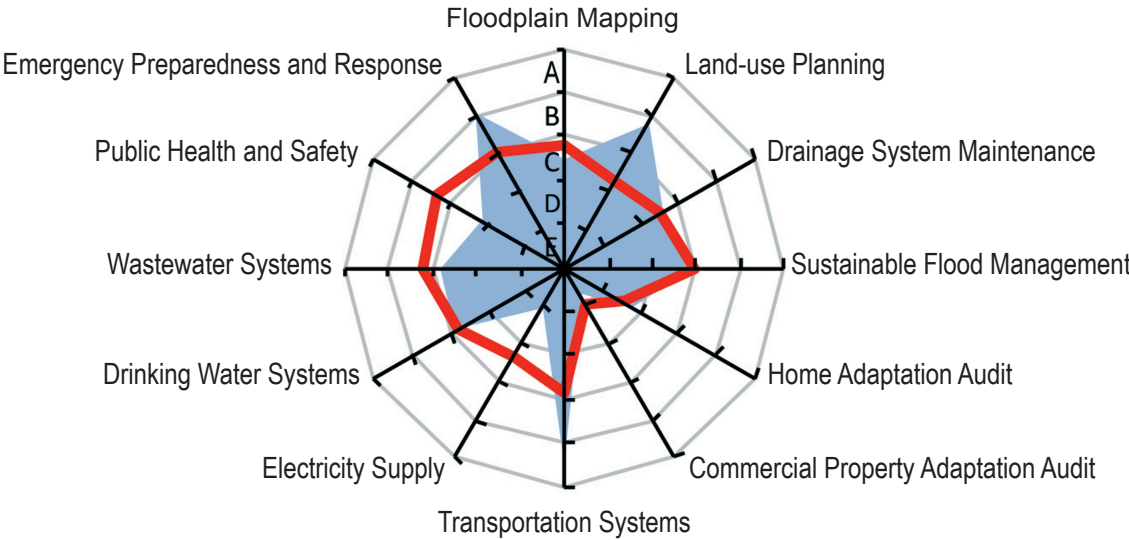 Floodplain Mapping
Emergency Preparedness and Response
Land-use Planning
A
B
Public Health and Safety
Drainage System Maintenance
C
D
E
Wastewater Systems
Sustainable Flood Management
Drinking Water Systems
Home Adaptation Audit
Electricity Supply
Commercial Property Adaptation Audit
Transportation Systems